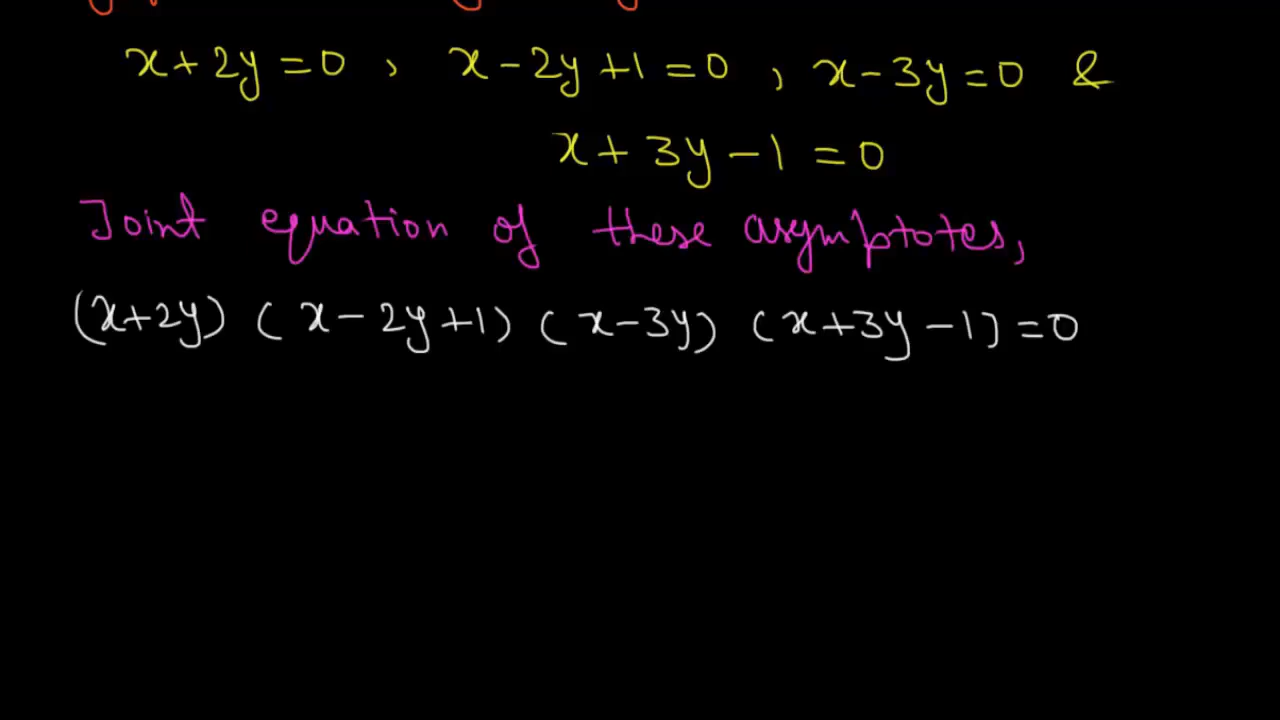 x + 2y = 0 , x - 2y + 1 = 0 , x - 3y = 0 &
x + 3y - 1 = 0
Joint equation of these asymptotes,
(x+2y) (x - 2y + 1) (x - 3y) (x + 3y - 1) = 0